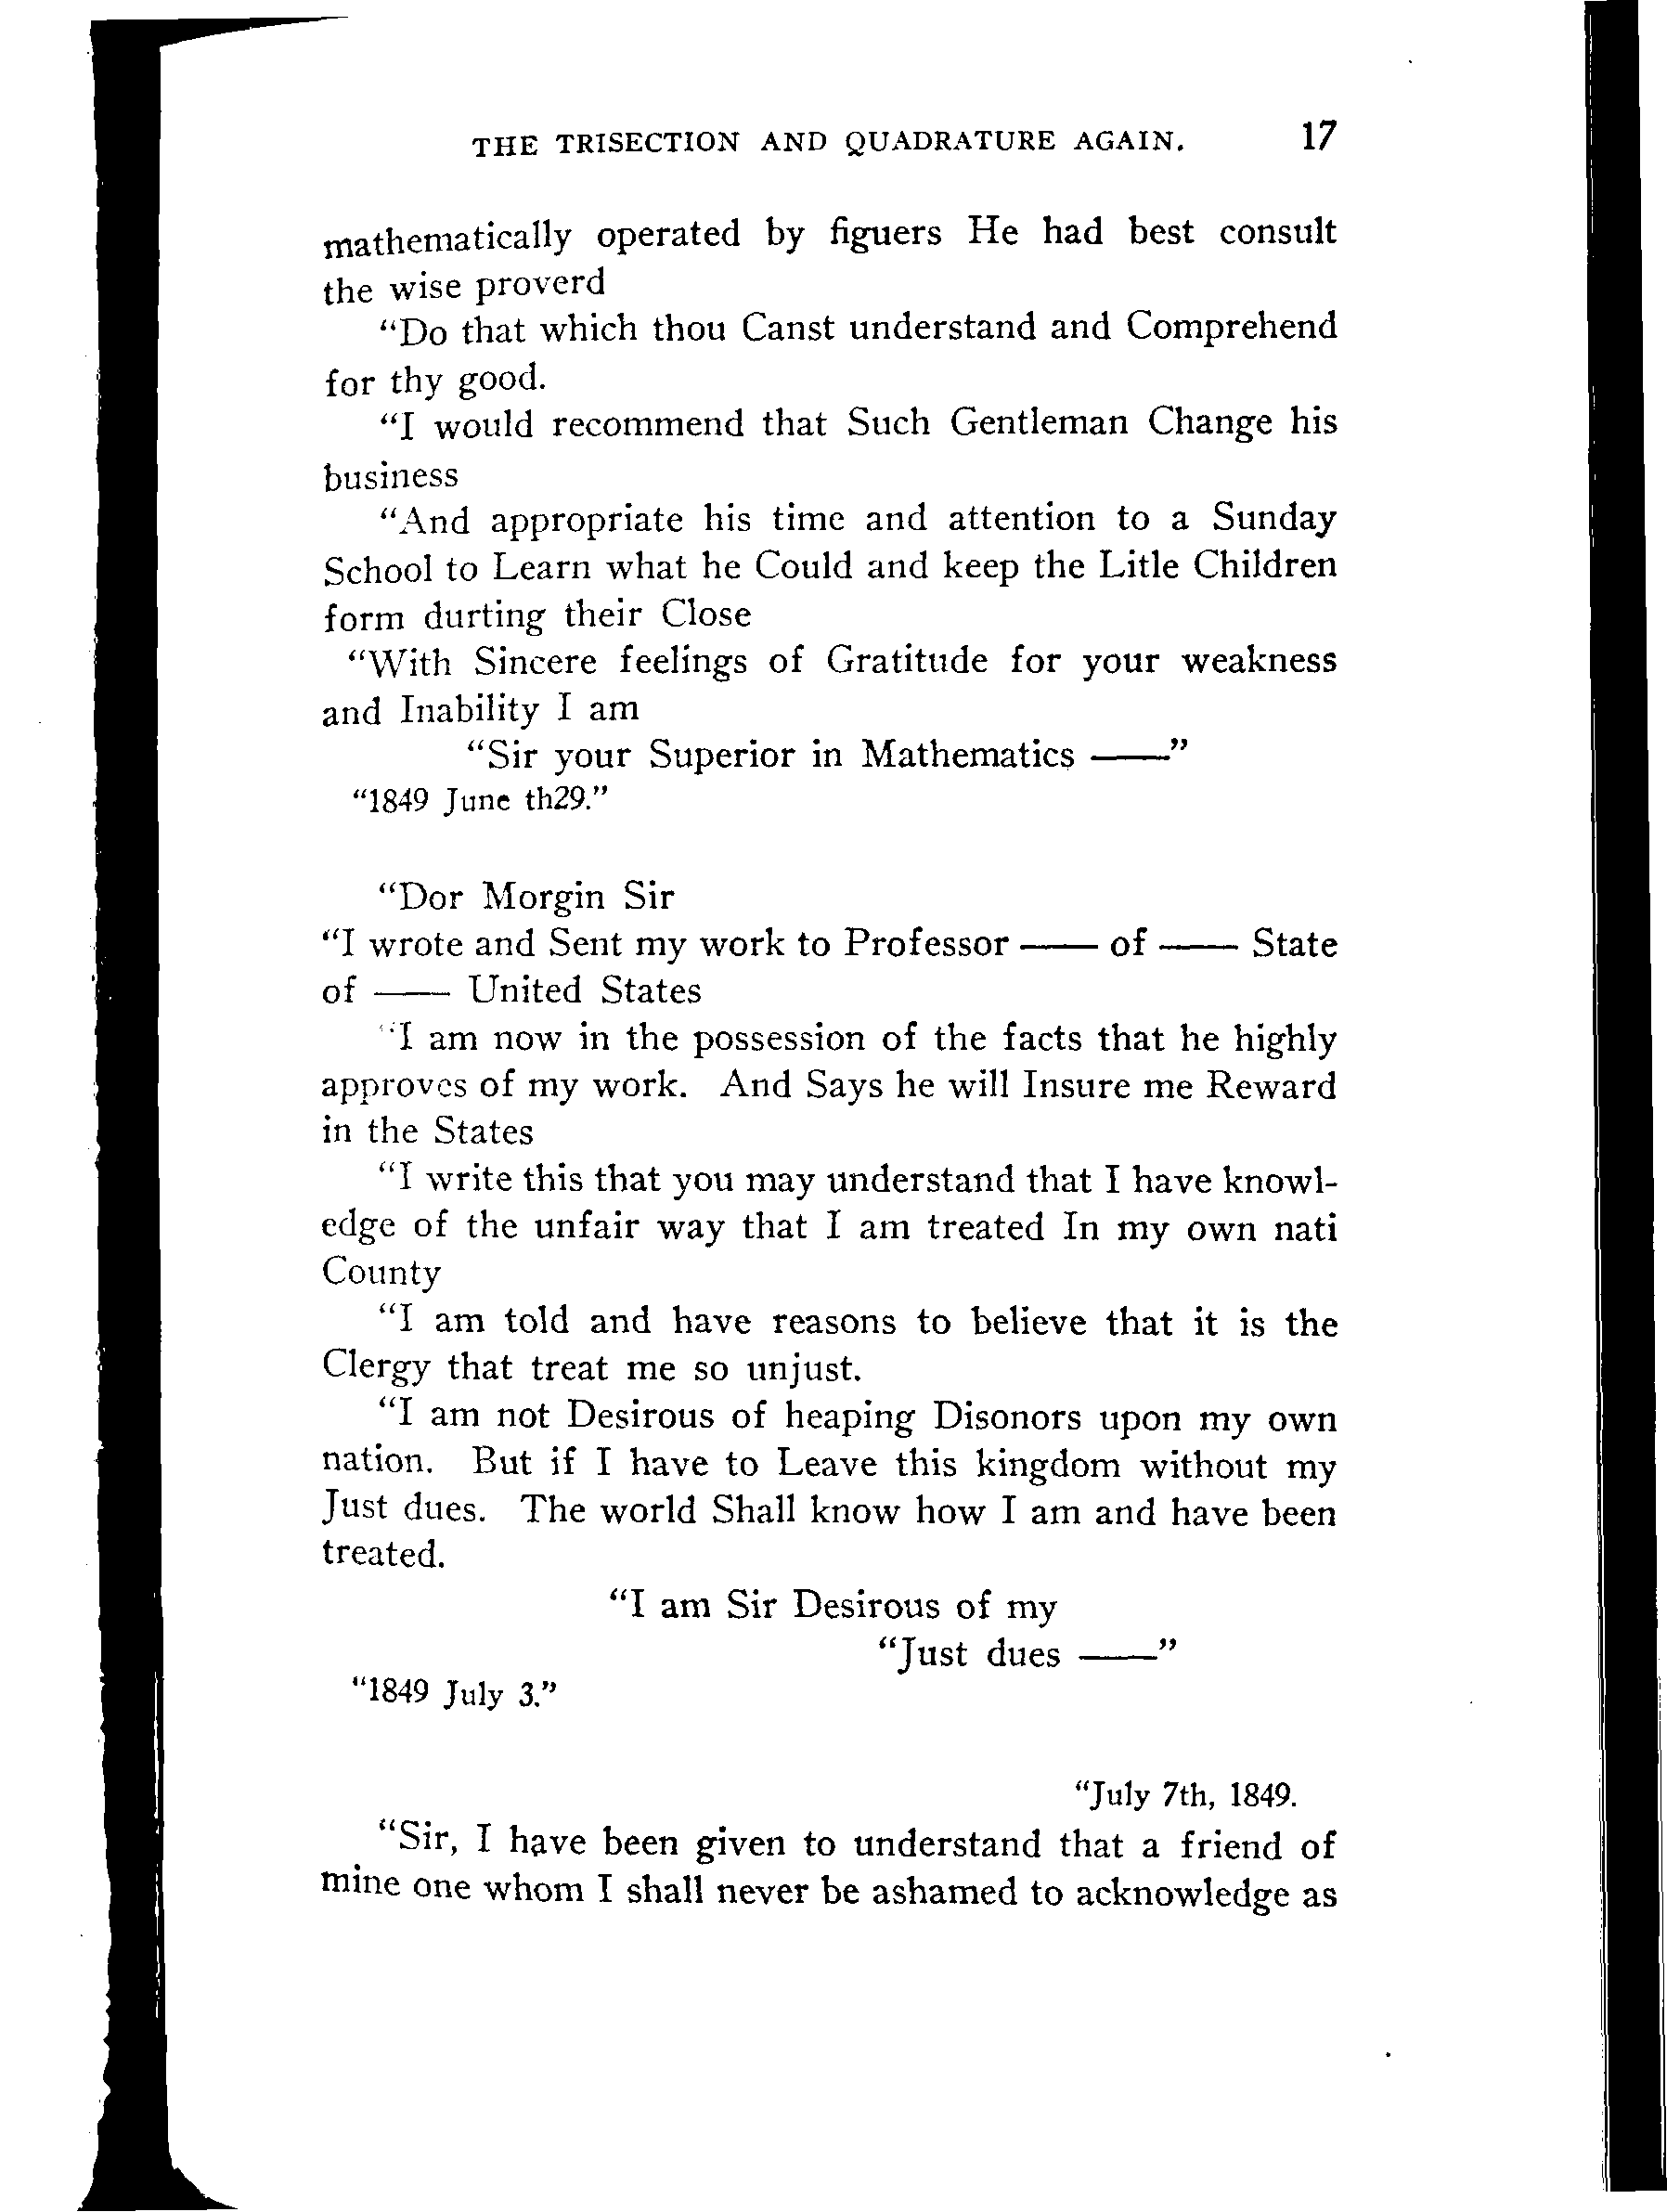 THE TRISECTION AND QUADRATURE AGAIN. 17
mathematically operated by figuers He had best consult
the wise proverd
“Do that which thou Canst understand and Comprehend
for thy good.
“I would recommend that Such Gentleman Change his
business
“And appropriate his time and attention to a Sunday
School to Learn what he Could and keep the Litle Children
form durting their Close
“With Sincere feelings of Gratitude for your weakness
and Inability I am
“Sir your Superior in Mathematics ——”
“1849 June th29.”
“Dor Morgin Sir
“I wrote and Sent my work to Professor —— of —— State
of —— United States
“I am now in the possession of the facts that he highly
approves of my work. And Says he will Insure me Reward
in the States
“I write this that you may understand that I have knowl-
edge of the unfair way that I am treated In my own nati
County
“I am told and have reasons to believe that it is the
Clergy that treat me so unjust.
“I am not Desirous of heaping Disonors upon my own
nation. But if I have to Leave this kingdom without my
Just dues. The world Shall know how I am and have been
treated.
“I am Sir Desirous of my
“Just dues ——”
“1849 July 3.”
“July 7th, 1849.
“Sir, I have been given to understand that a friend of
mine one whom I shall never be ashamed to acknowledge as